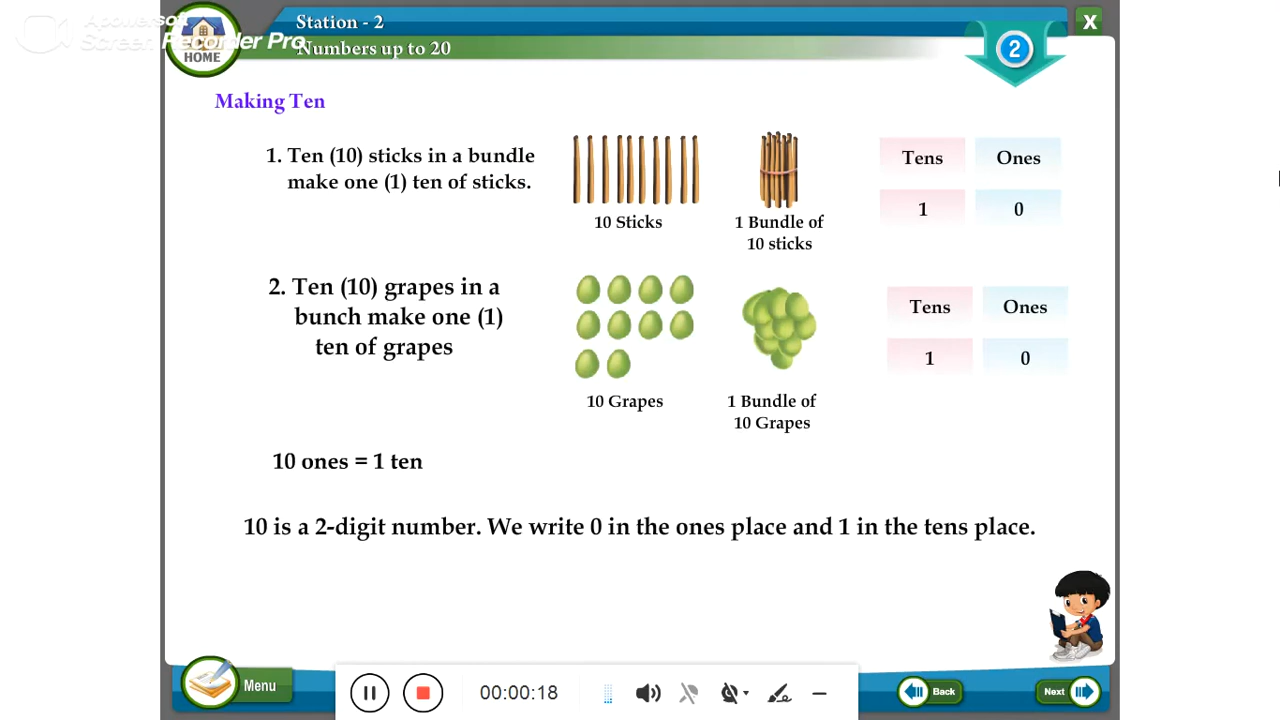 Apowersoft
Screen Recorder Pro
HOME
Station - 2
Numbers up to 20
2
X
Making Ten
1. Ten (10) sticks in a bundle
make one (1) ten of sticks.
10 Sticks
1 Bundle of
10 sticks
Tens Ones
1 0
2. Ten (10) grapes in a
bunch make one (1)
ten of grapes
10 Grapes
1 Bundle of
10 Grapes
Tens Ones
1 0
10 ones = 1 ten
10 is a 2-digit number. We write 0 in the ones place and 1 in the tens place.
Menu
00:00:18
Back
Next